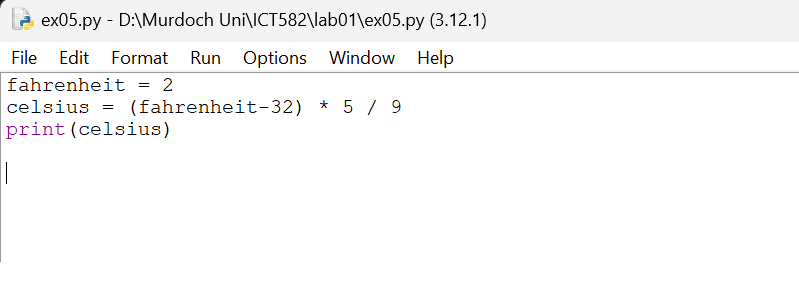 ex05.py - D:\Murdoch Uni\ICT582\lab01\ex05.py (3.12.1)
File Edit Format Run Options Window Help
fahrenheit = 2
celsius = (fahrenheit-32) * 5 / 9
print(celsius)